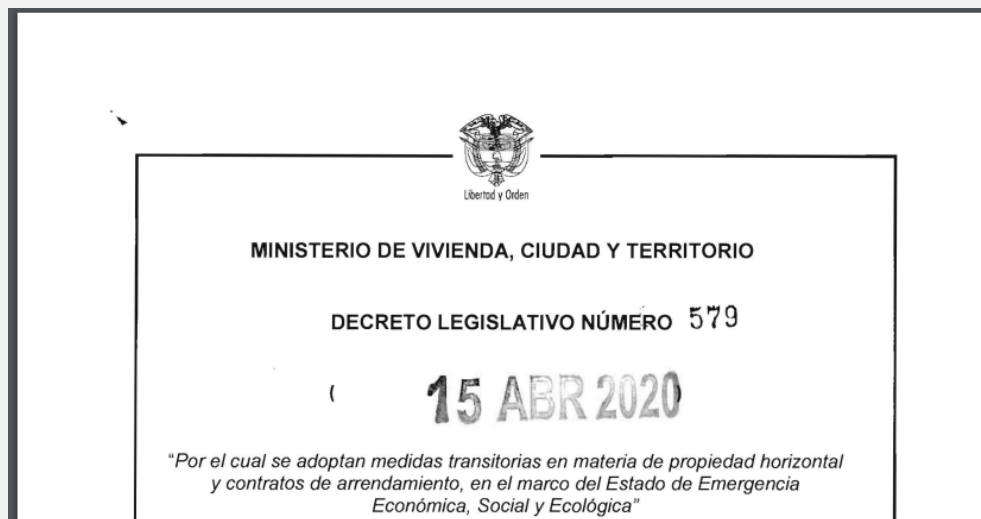 Libertad y Orden
MINISTERIO DE VIVIENDA, CIUDAD Y TERRITORIO
DECRETO LEGISLATIVO NÚMERO 579
( 15 ABR 2020)
“Por el cual se adoptan medidas transitorias en materia de propiedad horizontal
y contratos de arrendamiento, en el marco del Estado de Emergencia
Económica, Social y Ecológica”